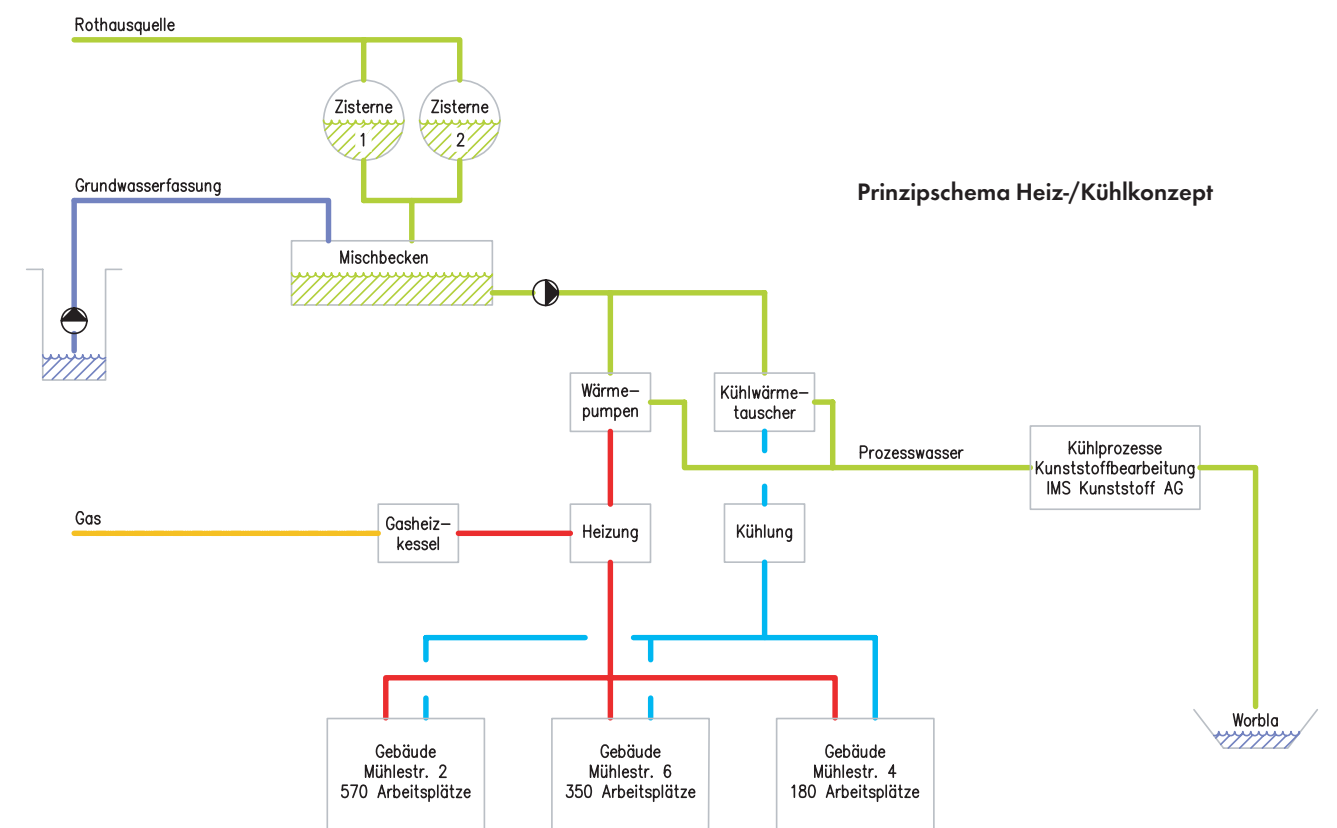 Rothausquelle
Zisterne
1
Zisterne
2
Grundwasserfassung
Prinzipschema Heiz-/Kühlkonzept
Mischbecken
Wärme-
pumpen
Kühlwärme-
tauscher
Prozesswasser
Kühlprozesse
Kunststoffbearbeitung
IMS Kunststoff AG
Gas
Gasheiz-
kessel
Heizung
Kühlung
Worbla
Gebäude
Mühlestr. 2
570 Arbeitsplätze
Gebäude
Mühlestr. 6
350 Arbeitsplätze
Gebäude
Mühlestr. 4
180 Arbeitsplätze